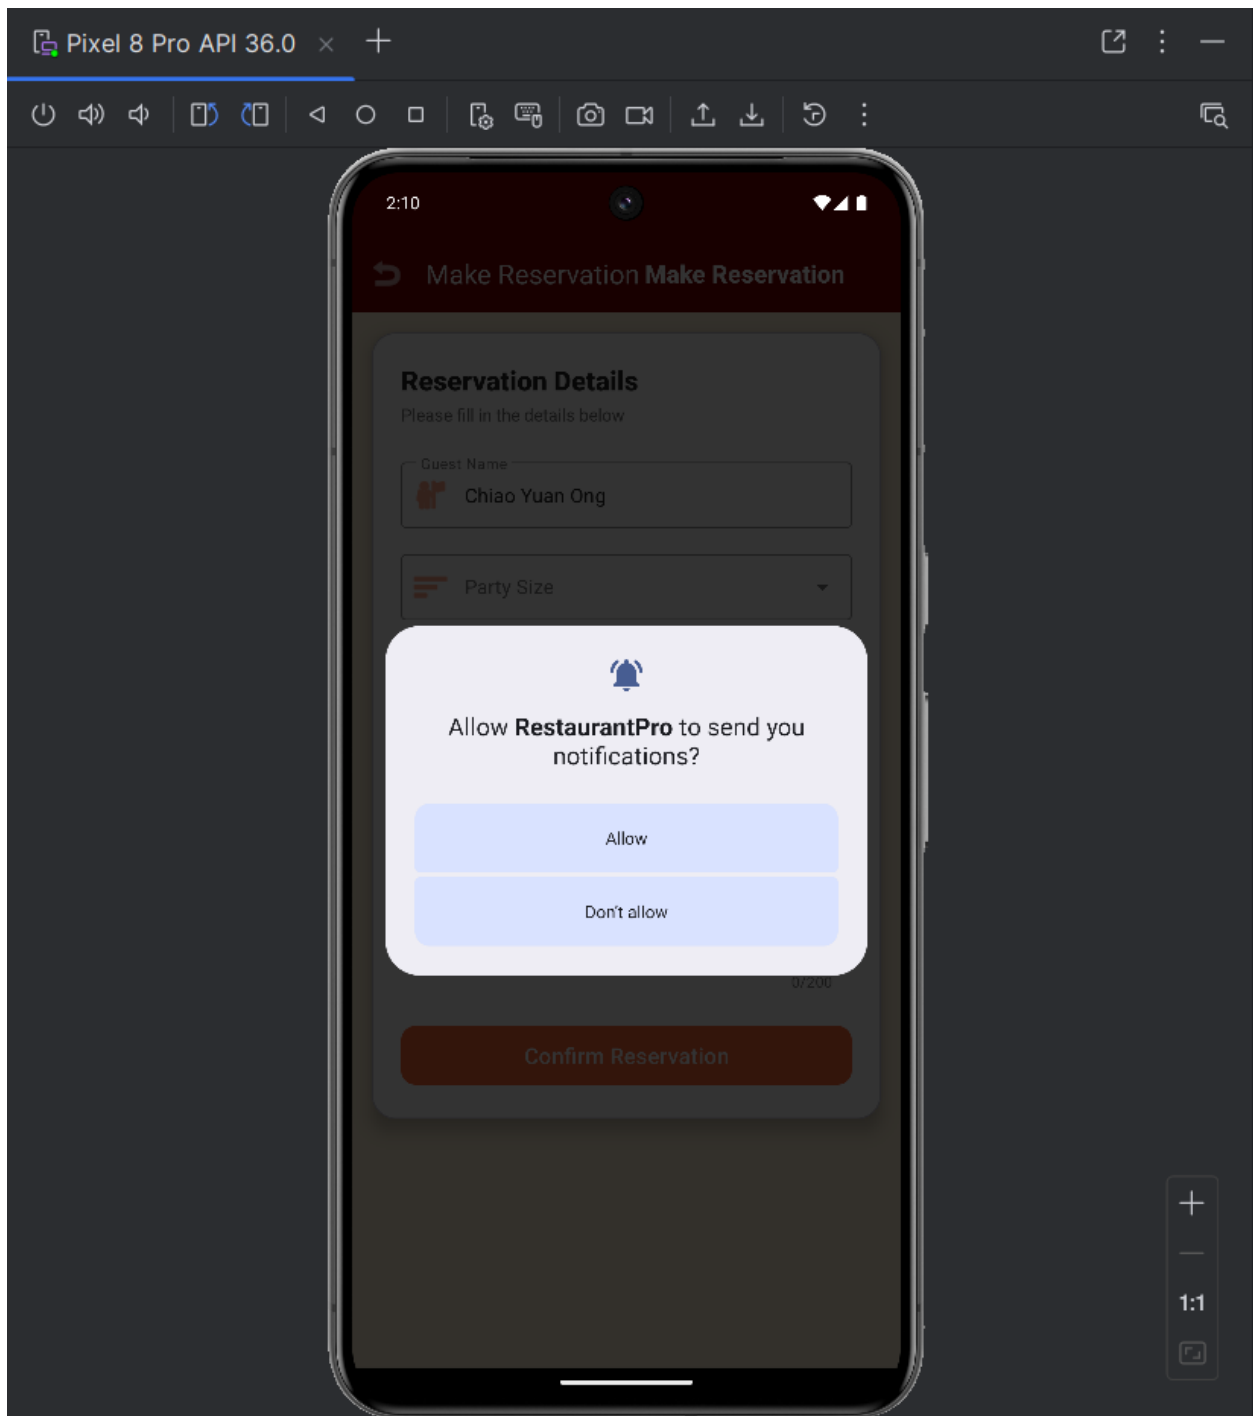 Pixel 8 Pro API 36.0
2:10
Make Reservation Make Reservation
Reservation Details
Please fill in the details below
Guest Name
Chiao Yuan Ong
Party Size
Allow RestaurantPro to send you
notifications?
Allow
Don't allow
0/200
Confirm Reservation
1:1